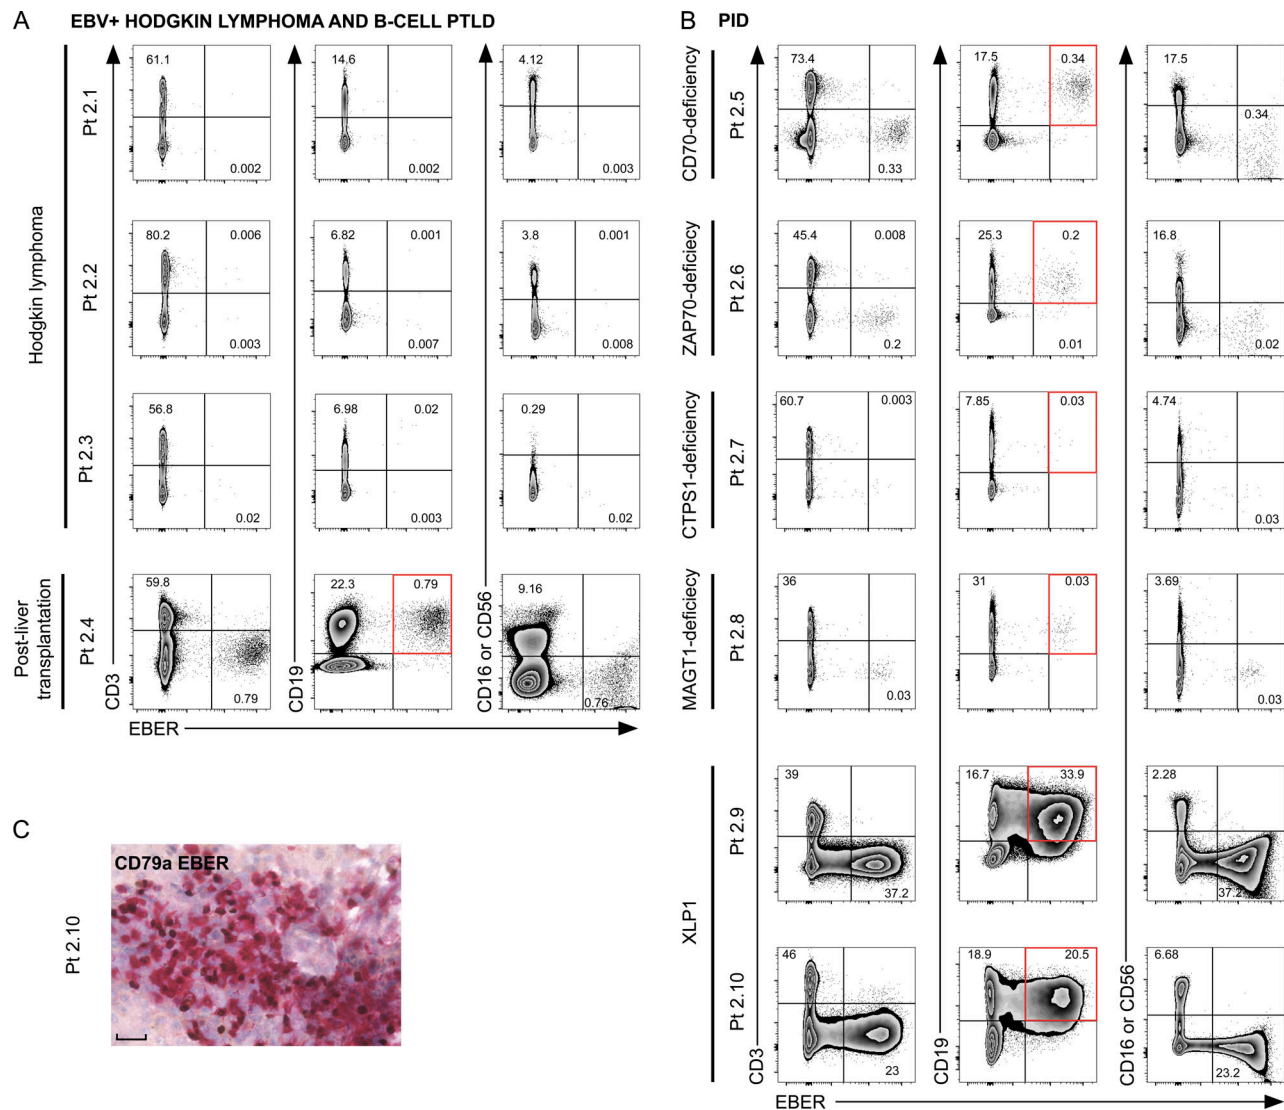 A EBV+ HODGKIN LYMPHOMA AND B-CELL PTLD
Hodgkin lymphoma
Pt 2.1
61.1
0.002
14.6
0.002
4.12
0.003
Pt 2.2
80.2
0.006
0.003
6.82
0.001
0.007
3.8
0.001
0.008
Pt 2.3
56.8
0.02
6.98
0.02
0.003
0.29
0.02
Post-liver
transplantation
Pt 2.4
59.8
0.79
22.3
0.79
9.16
0.76
CD3
CD19
CD16 or CD56
EBER
B PID
CD70-deficiency
Pt 2.5
73.4
0.33
17.5
0.34
17.5
0.34
ZAP70-deficiecy
Pt 2.6
45.4
0.008
0.2
25.3
0.2
0.01
16.8
0.02
CTPS1-deficiency
Pt 2.7
60.7
0.003
7.85
0.03
4.74
0.03
MAGT1-deficiecy
Pt 2.8
36
0.03
31
0.03
3.69
0.03
XLP1
Pt 2.9
39
37.2
16.7
33.9
2.28
37.2
Pt 2.10
46
23
18.9
20.5
6.68
23.2
CD3
CD19
CD16 or CD56
EBER
C
CD79a EBER
Pt 2.10